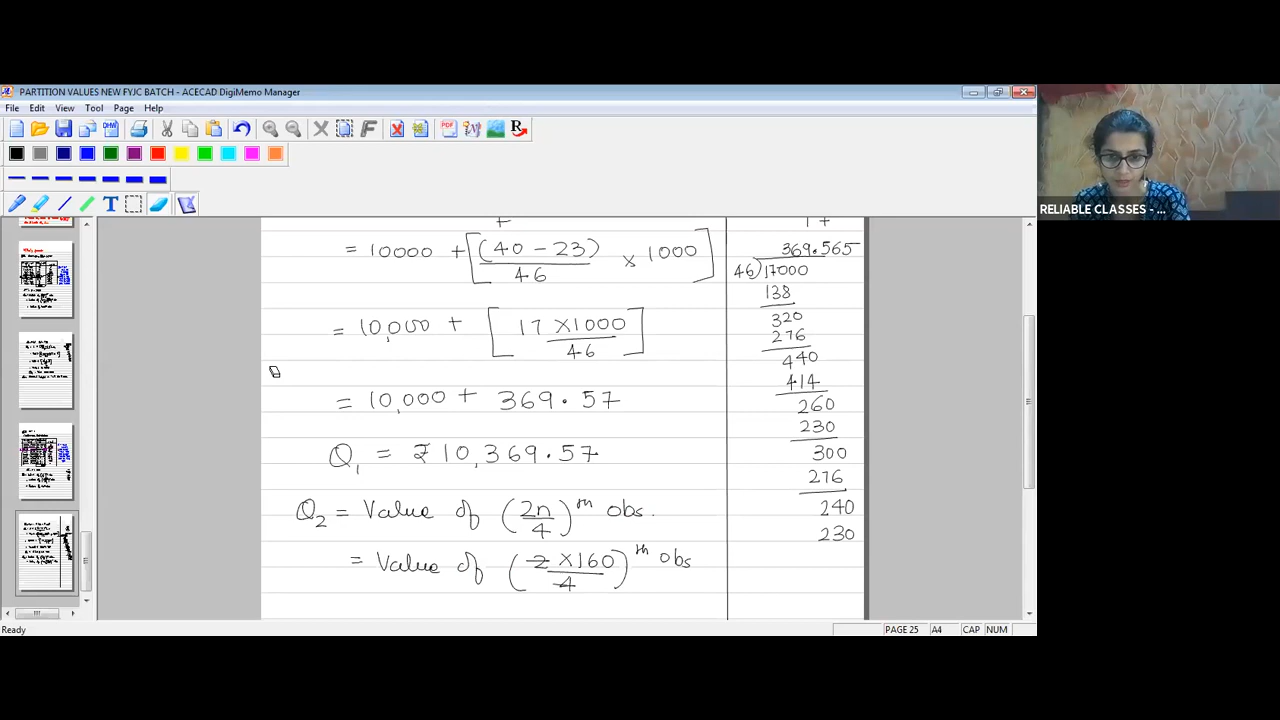 PARTITION VALUES NEW FYJC BATCH - ACECAD DigiMemo Manager
File Edit View Tool Page Help
RELIABLE CLASSES - ...
= 10000 + [(40 - 23)/46 × 1000]
= 10,000 + [17 × 1000/46]
= 10,000 + 369.57
Q₁ = ₹10,369.57
Q₂ = Value of (2n/4)th obs.
= Value of (2 × 160/4)th obs
369.565
46)17000
138
320
276
440
414
260
230
300
276
240
230
Ready
PAGE 25 A4 CAP NUM